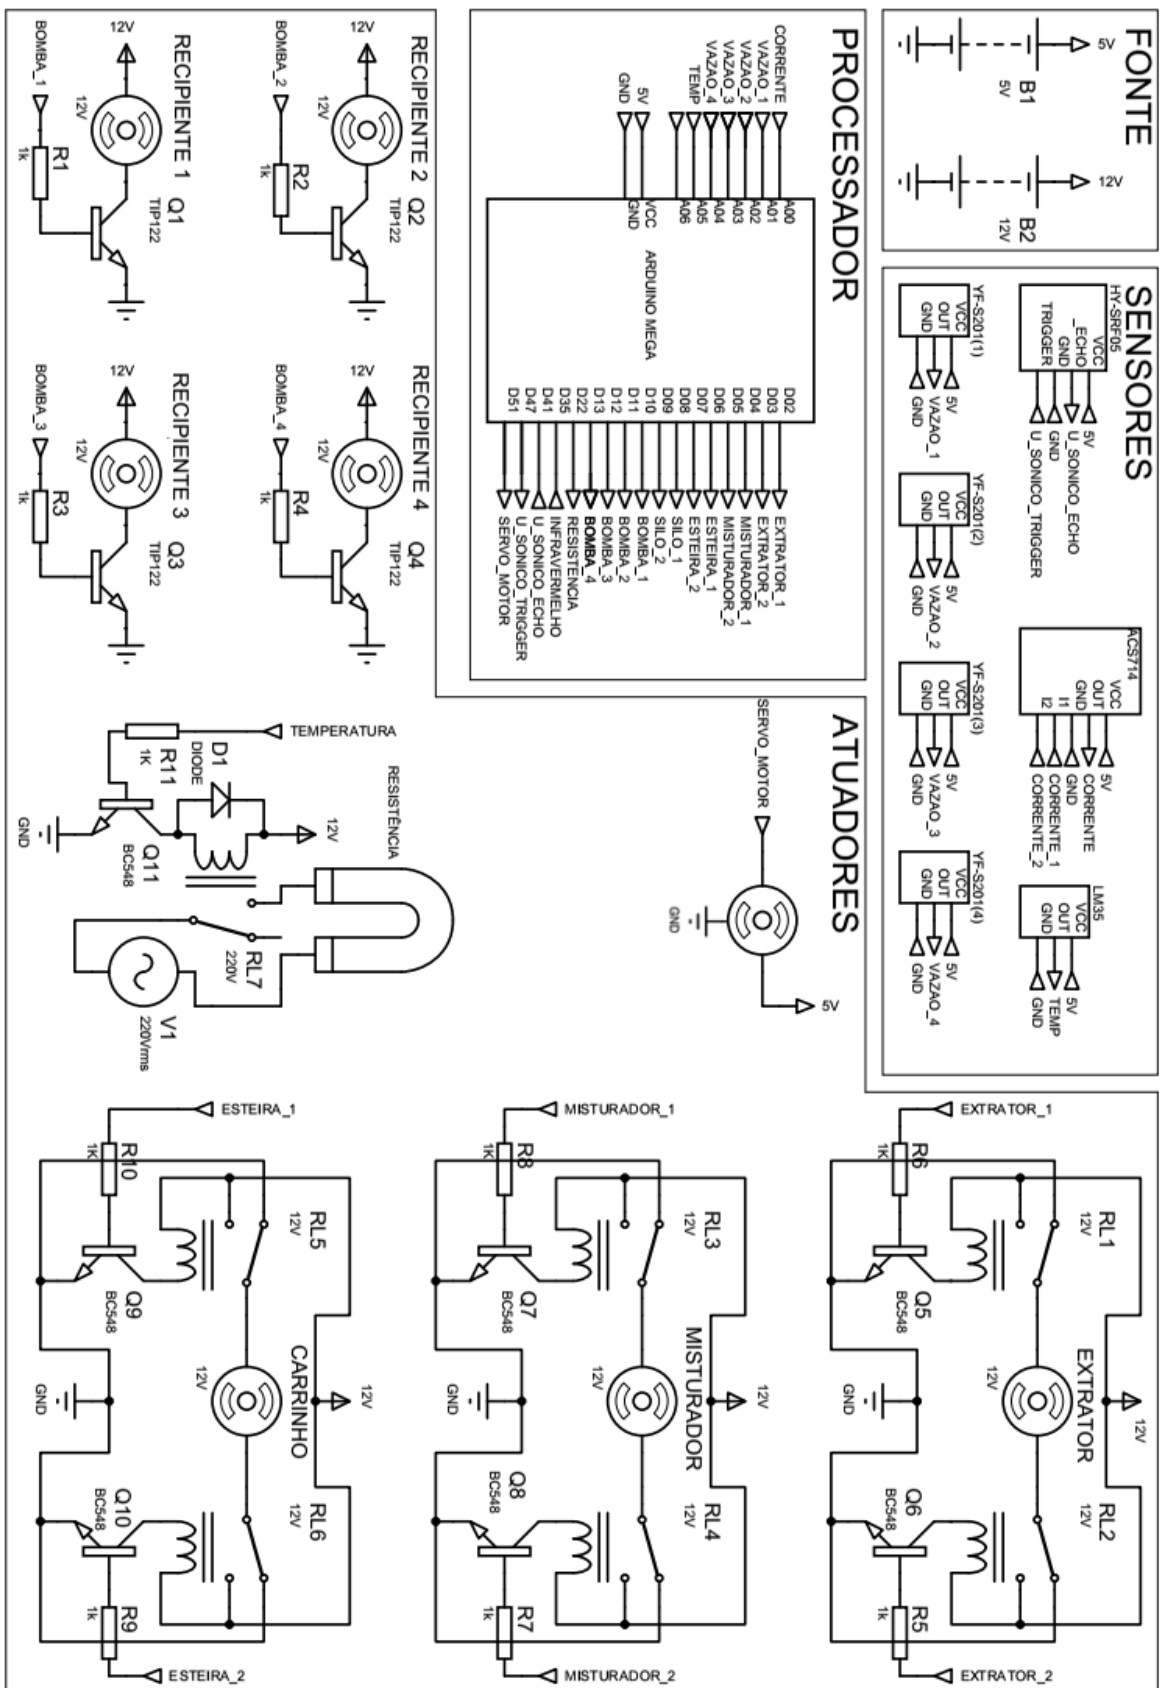 FONTE
5V
B1
5V
12V
B2
12V
SENSORES
HY-SRF05
VCC
_ECHO
GND
TRIGGER
5V
U_SONICO_ECHO
GND
U_SONICO_TRIGGER
ACS714
VCC
OUT
GND
I1
I2
5V
CORRENTE
GND
CORRENTE_1
CORRENTE_2
LM35
VCC
OUT
GND
5V
TEMP
GND
YF-S201(1)
VCC
OUT
GND
5V
VAZAO_1
GND
YF-S201(2)
VCC
OUT
GND
5V
VAZAO_2
GND
YF-S201(3)
VCC
OUT
GND
5V
VAZAO_3
GND
YF-S201(4)
VCC
OUT
GND
5V
VAZAO_4
GND
PROCESSADOR
CORRENTE
VAZAO_1
VAZAO_2
VAZAO_3
VAZAO_4
TEMP
5V
GND
A00
A01
A02
A03
A04
A05
A06
VCC
GND
ARDUINO MEGA
D02
D03
D04
D05
D06
D07
D08
D09
D10
D11
D12
D13
D22
D35
D41
D47
D51
EXTRATOR_1
EXTRATOR_2
MISTURADOR_1
MISTURADOR_2
ESTEIRA_1
ESTEIRA_2
SILO_1
SILO_2
BOMBA_1
BOMBA_2
BOMBA_3
BOMBA_4
RESISTENCIA
INFRAVERMELHO
U_SONICO_ECHO
U_SONICO_TRIGGER
SERVO_MOTOR
ATUADORES
SERVO_MOTOR
5V
GND
RECIPIENTE 2
12V
12V
BOMBA_2
R2
1k
Q2
TIP122
RECIPIENTE 4
12V
12V
BOMBA_4
R4
1k
Q4
TIP122
RECIPIENTE 1
12V
12V
BOMBA_1
R1
1k
Q1
TIP122
RECIPIENTE 3
12V
12V
BOMBA_3
R3
1k
Q3
TIP122
RESISTÊNCIA
TEMPERATURA
12V
D1
DIODE
R11
1K
Q11
BC548
GND
RL7
220V
V1
220Vrms
EXTRATOR_1
R6
1K
RL1
12V
Q5
BC548
EXTRATOR
12V
12V
GND
RL2
12V
Q6
BC548
R5
1k
EXTRATOR_2
MISTURADOR_1
R8
1K
RL3
12V
Q7
BC548
MISTURADOR
12V
12V
GND
RL4
12V
Q8
BC548
R7
1k
MISTURADOR_2
ESTEIRA_1
R10
1K
RL5
12V
Q9
BC548
CARRINHO
12V
12V
GND
RL6
12V
Q10
BC548
R9
1k
ESTEIRA_2